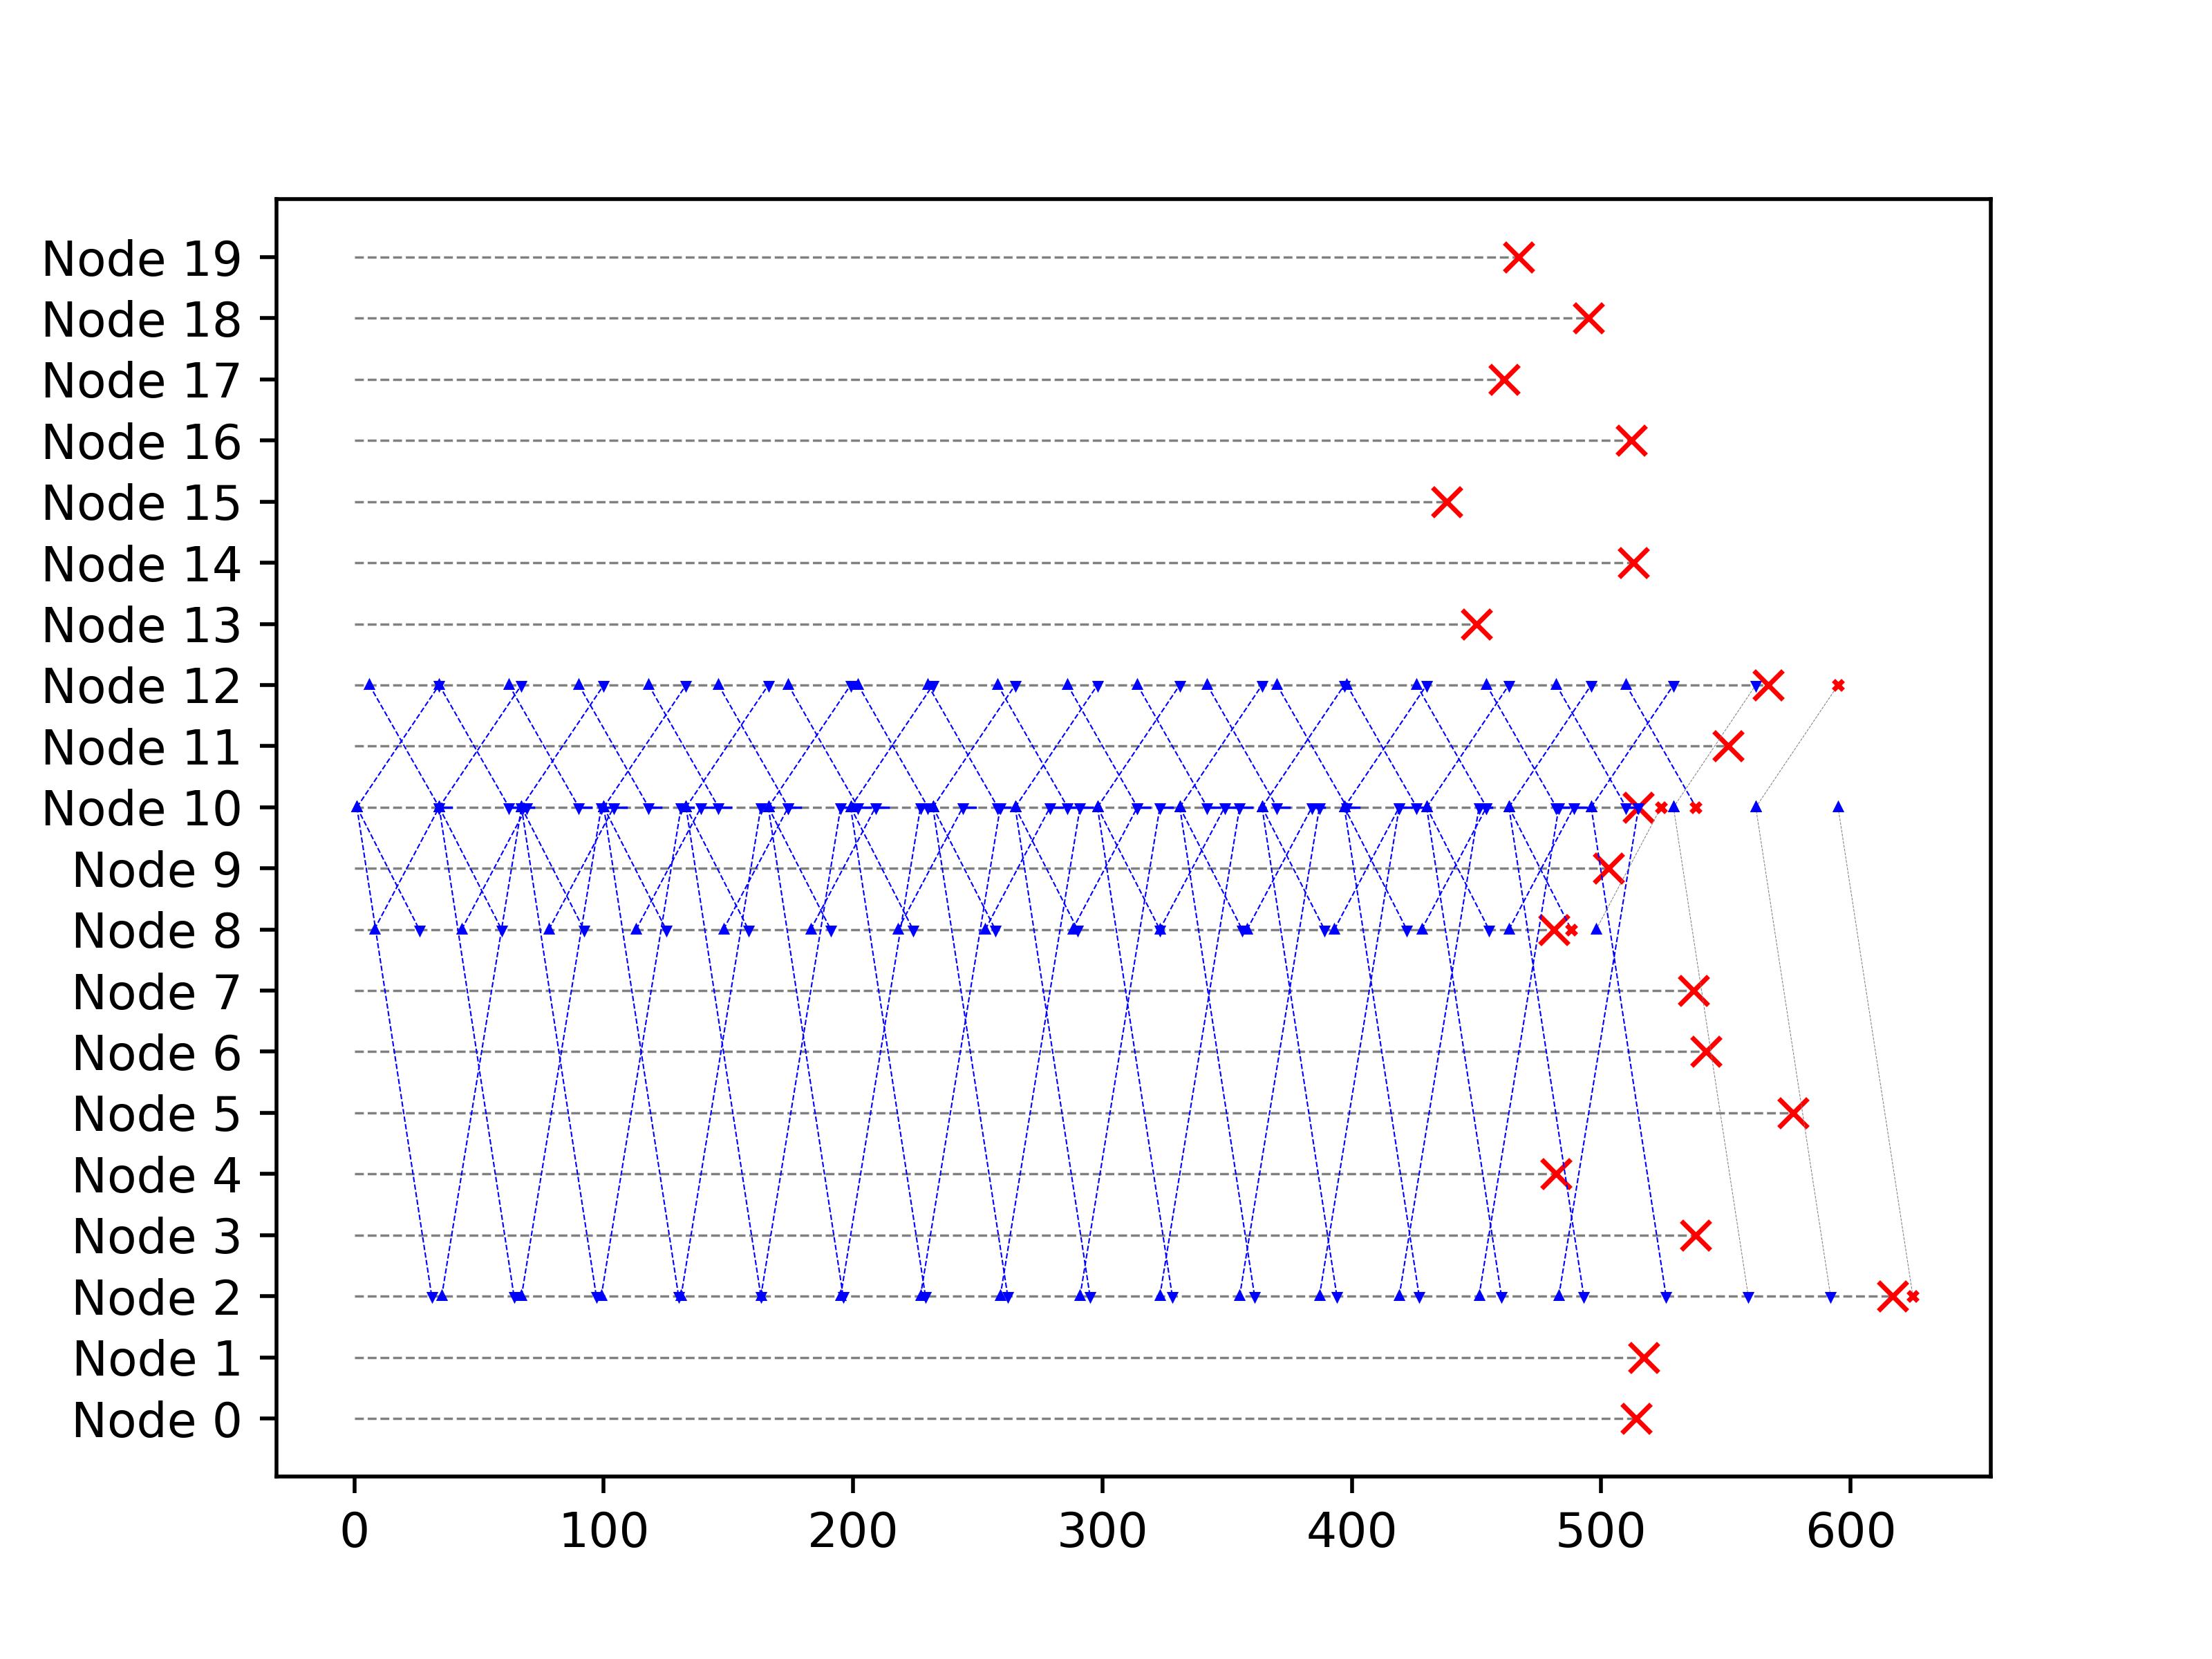 Node 19
Node 18
Node 17
Node 16
Node 15
Node 14
Node 13
Node 12
Node 11
Node 10
Node 9
Node 8
Node 7
Node 6
Node 5
Node 4
Node 3
Node 2
Node 1
Node 0
0 100 200 300 400 500 600